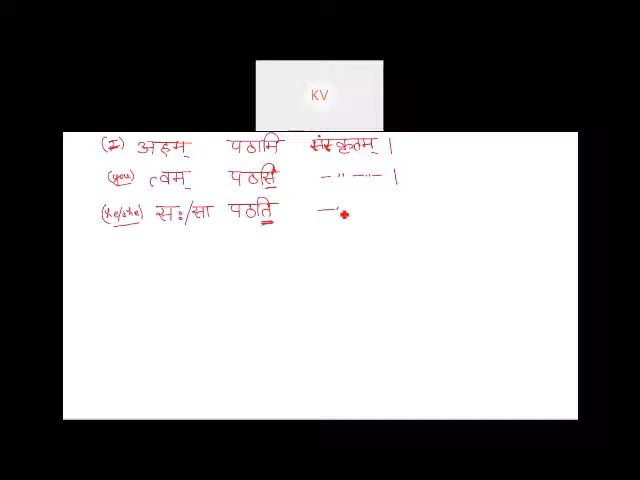 KV
(I) अहम् पठामि संस्कृतम् |
(you) त्वम् पठसि —"—"— |
(He/she) सः/सा पठति —"